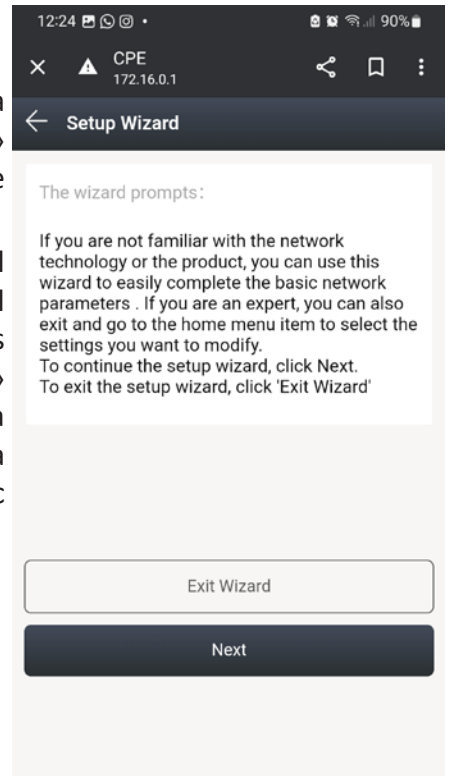 12:24
90%
CPE
172.16.0.1
Setup Wizard
The wizard prompts:
If you are not familiar with the network
technology or the product, you can use this
wizard to easily complete the basic network
parameters . If you are an expert, you can also
exit and go to the home menu item to select the
settings you want to modify.
To continue the setup wizard, click Next.
To exit the setup wizard, click 'Exit Wizard'
Exit Wizard
Next